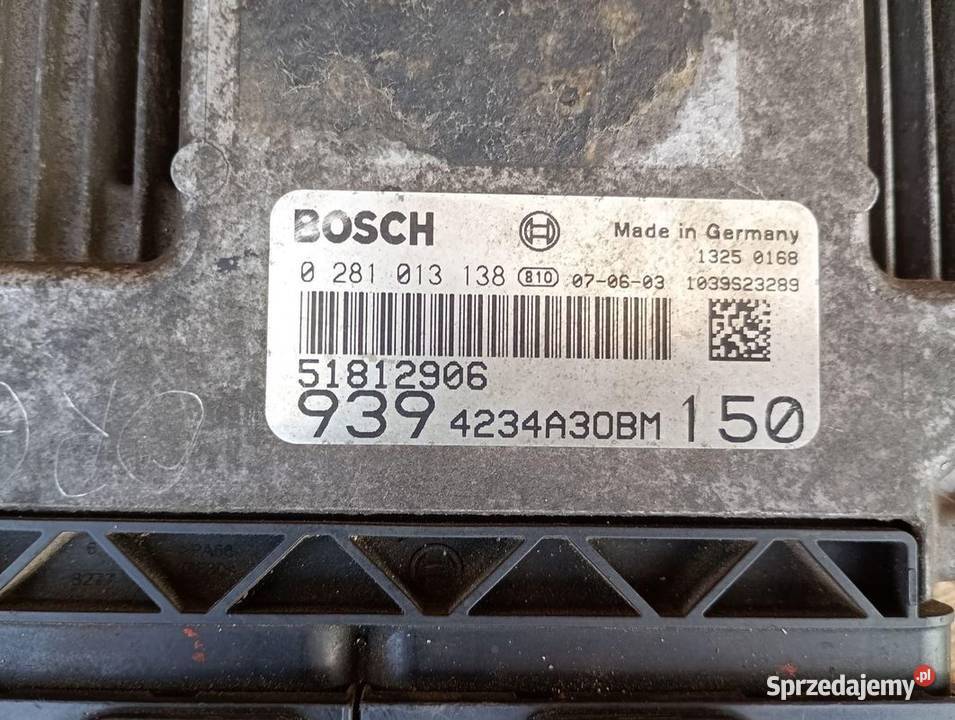 BOSCH
Made in Germany
1325 0168
0 281 013 138 810 07-06-03 1039S23289
51812906
939 4234A30BM 150
8277
Sprzedajemy.pl